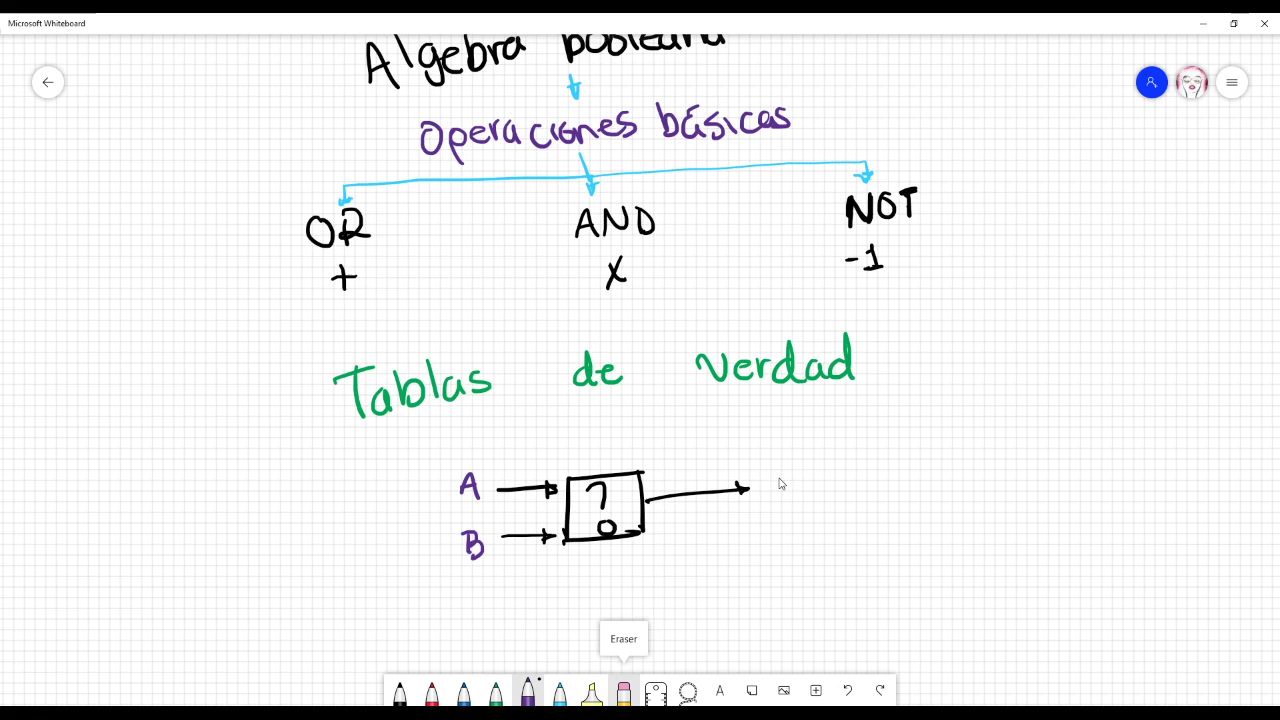 Microsoft Whiteboard
Algebra booleana
Operaciones básicas
OR AND NOT
+ X -1
Tablas de verdad
A
?
B
Eraser
A